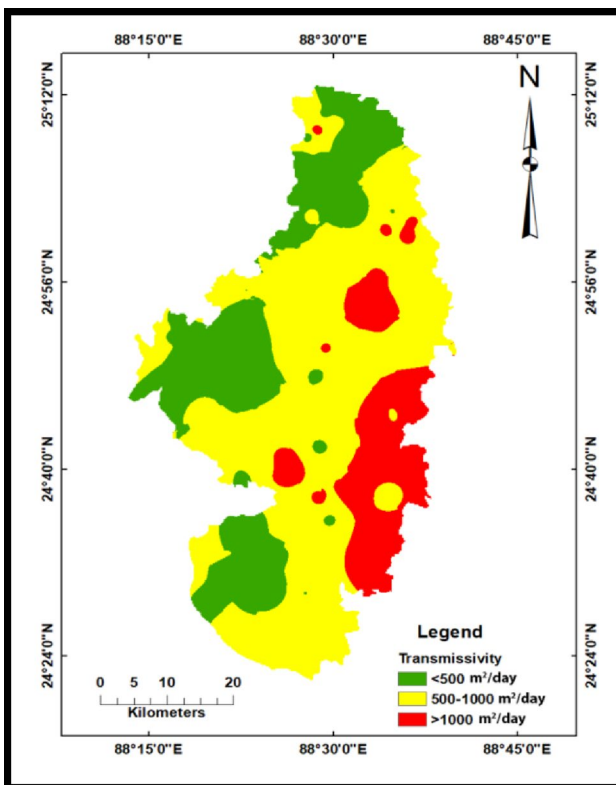 88°15'0"E 88°30'0"E 88°45'0"E
N
25°12'0"N 25°12'0"N
24°56'0"N 24°56'0"N
24°40'0"N 24°40'0"N
24°24'0"N 24°24'0"N
Legend
Transmissivity
<500 m²/day
500-1000 m²/day
>1000 m²/day
0 5 10 20
Kilometers
88°15'0"E 88°30'0"E 88°45'0"E